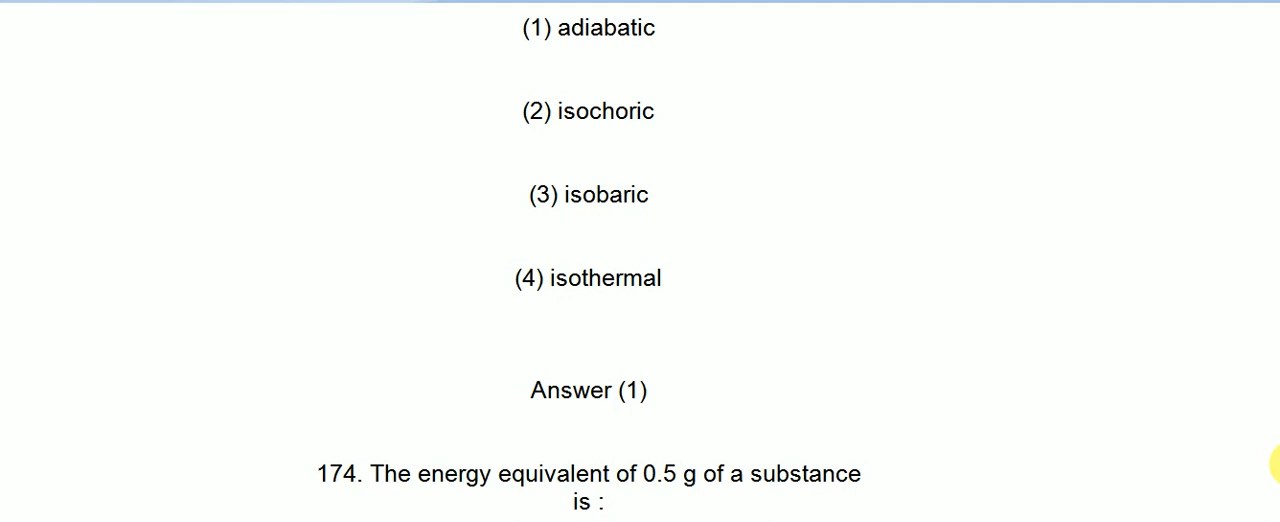 (1) adiabatic
(2) isochoric
(3) isobaric
(4) isothermal
Answer (1)
174. The energy equivalent of 0.5 g of a substance
is :